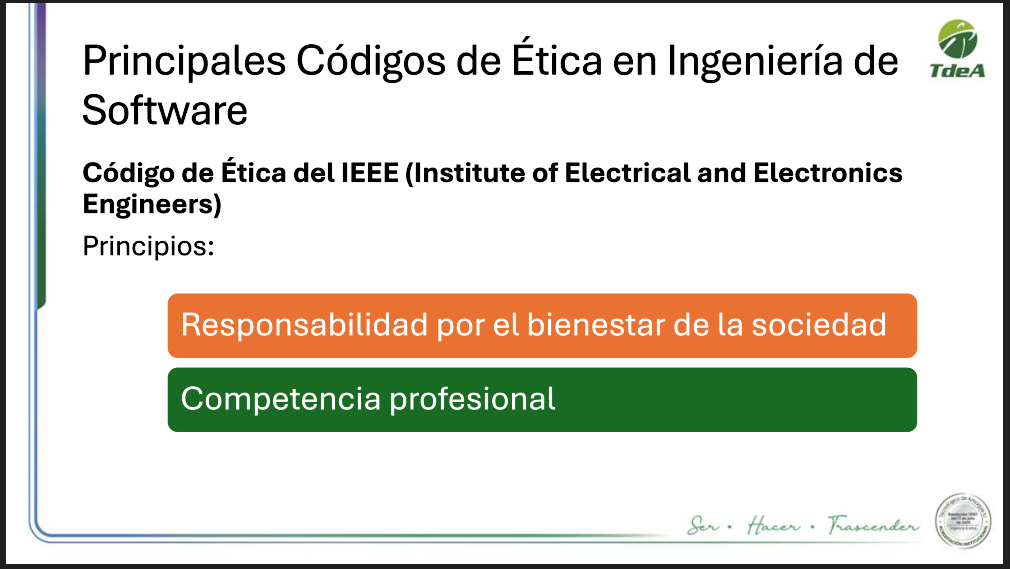 Principales Códigos de Ética en Ingeniería de
Software
TdeA
Código de Ética del IEEE (Institute of Electrical and Electronics
Engineers)
Principios:
Responsabilidad por el bienestar de la sociedad
Competencia profesional
Ser • Hacer • Trascender